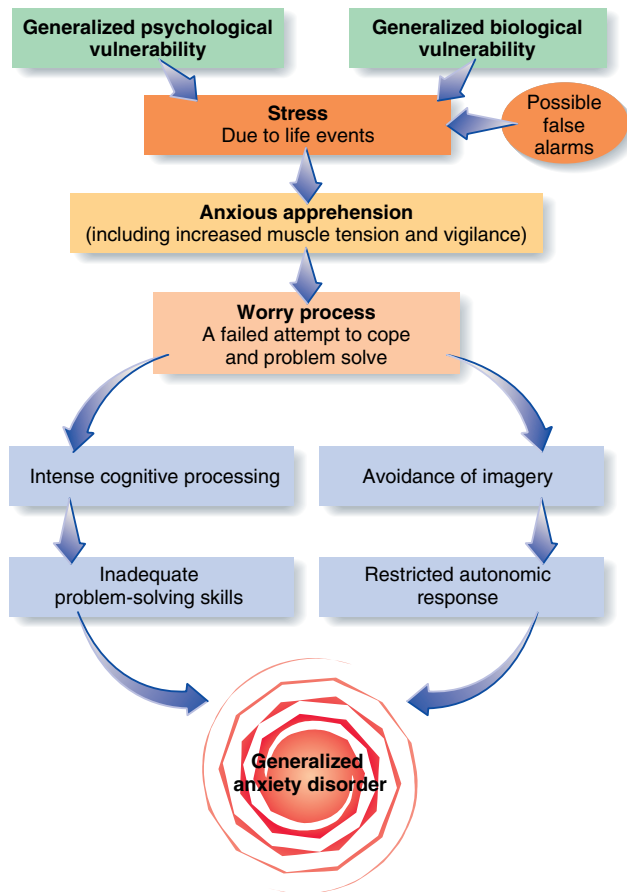 Generalized psychological
vulnerability
Generalized biological
vulnerability
Stress
Due to life events
Possible
false
alarms
Anxious apprehension
(including increased muscle tension and vigilance)
Worry process
A failed attempt to cope
and problem solve
Intense cognitive processing
Avoidance of imagery
Inadequate
problem-solving skills
Restricted autonomic
response
Generalized
anxiety disorder